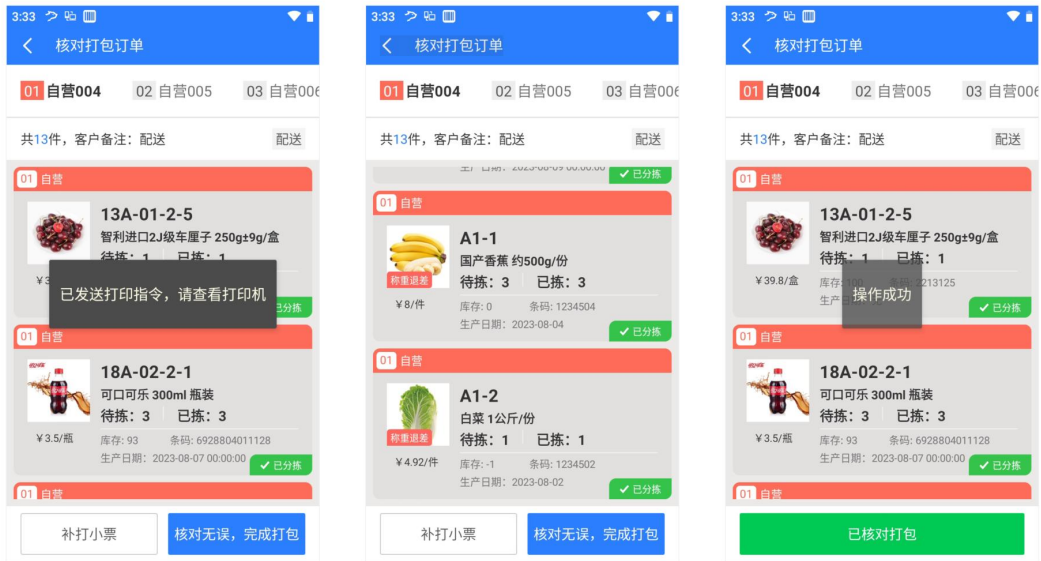 3:33
核对打包订单
01 自营004 02 自营005 03 自营006
共13件，客户备注：配送 配送
01 自营
13A-01-2-5
智利进口2J级车厘子 250g±9g/盒
待拣：1 已拣：1
￥3
已发送打印指令，请查看打印机
已分拣
01 自营
18A-02-2-1
可口可乐 300ml 瓶装
待拣：3 已拣：3
￥3.5/瓶
库存: 93 条码: 6928804011128
生产日期：2023-08-07 00:00:00
已分拣
01 自营
补打小票 核对无误，完成打包
3:33
核对打包订单
01 自营004 02 自营005 03 自营006
共13件，客户备注：配送 配送
生产日期：2023-08-09 00:00:00
已分拣
01 自营
A1-1
国产香蕉 约500g/份
称重退差
待拣：3 已拣：3
￥8/件
库存: 0 条码: 1234504
生产日期：2023-08-04
已分拣
01 自营
A1-2
白菜 1公斤/份
称重退差
待拣：1 已拣：1
￥4.92/件
库存: -1 条码: 1234502
生产日期：2023-08-02
已分拣
补打小票 核对无误，完成打包
3:33
核对打包订单
01 自营004 02 自营005 03 自营006
共13件，客户备注：配送 配送
01 自营
13A-01-2-5
智利进口2J级车厘子 250g±9g/盒
待拣：1 已拣：1
￥39.8/盒
库存: 100 2213125
生产
操作成功
已分拣
01 自营
18A-02-2-1
可口可乐 300ml 瓶装
待拣：3 已拣：3
￥3.5/瓶
库存: 93 条码: 6928804011128
生产日期：2023-08-07 00:00:00
已分拣
01 自营
已核对打包